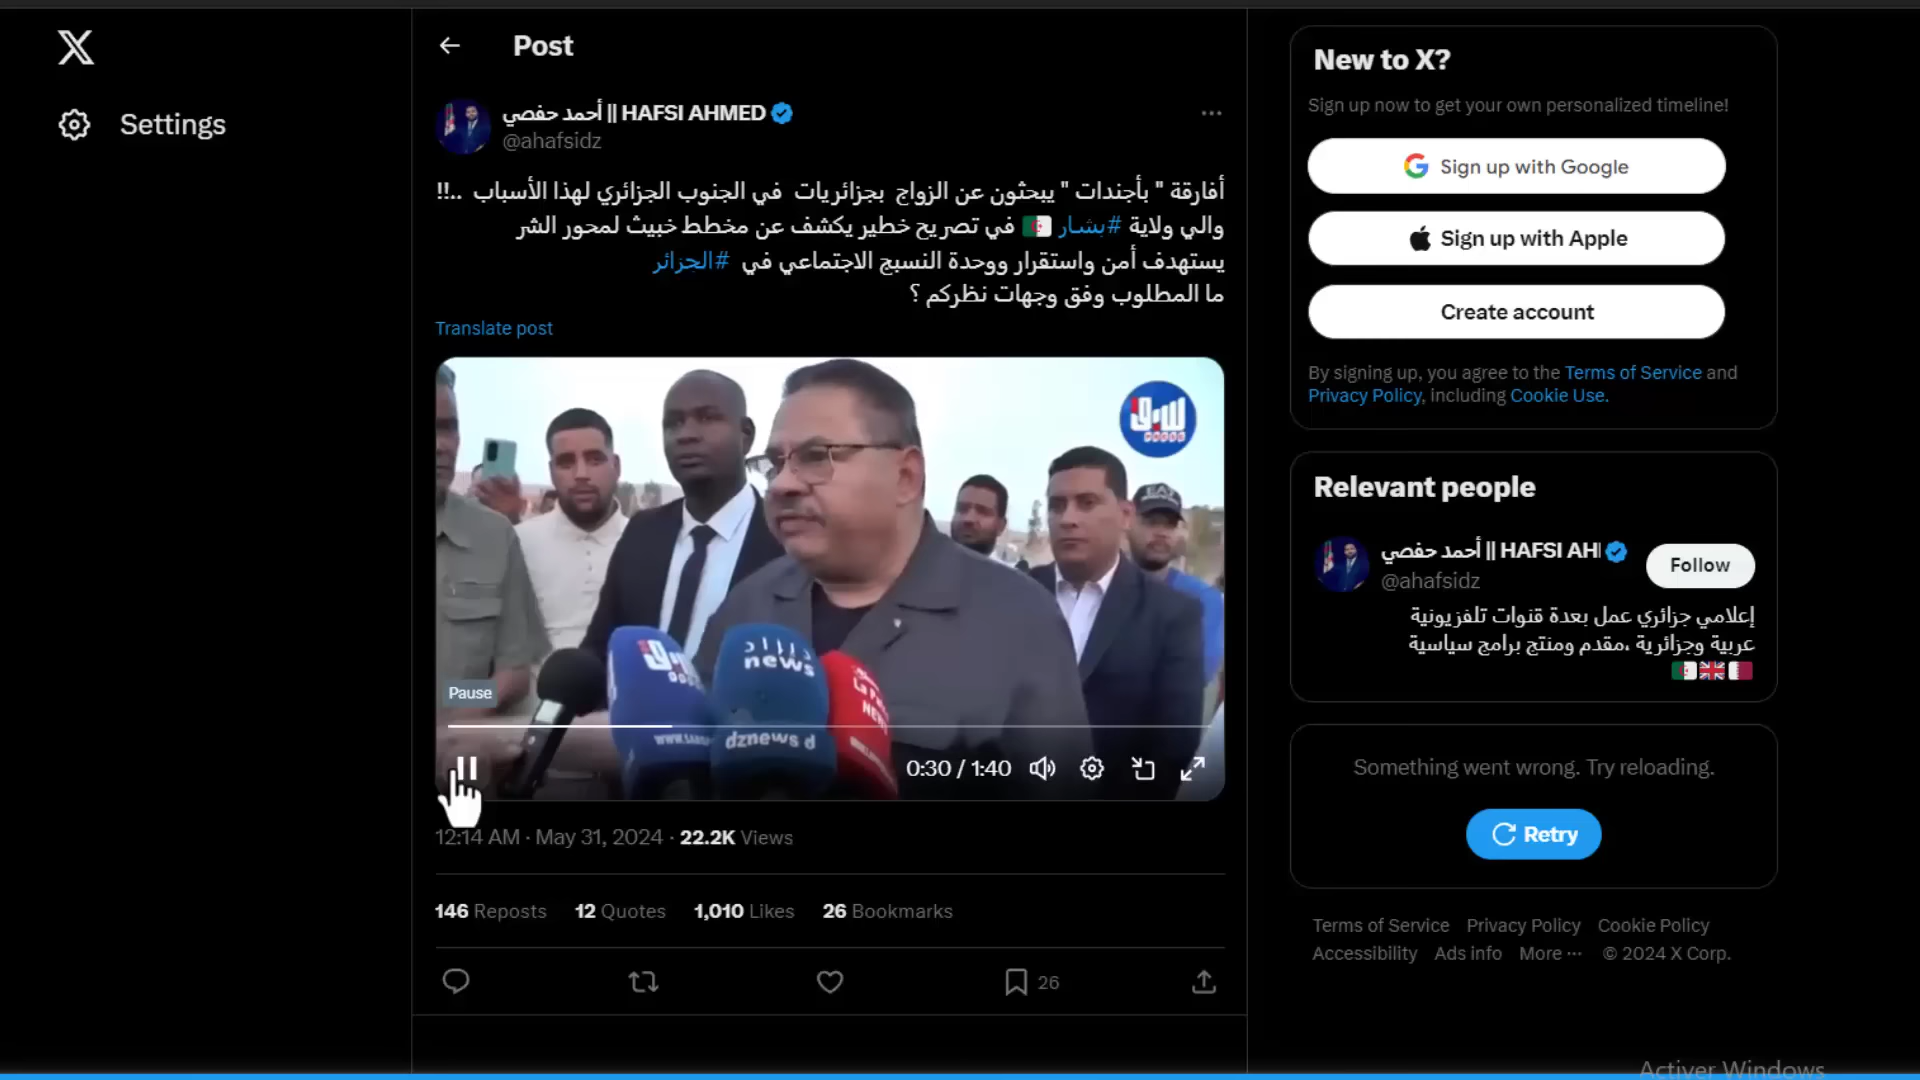 Settings
Post
أحمد حفصي || HAFSI AHMED
@ahafsidz
أفارقة " بأجندات " يبحثون عن الزواج بجزائريات في الجنوب الجزائري لهذا الأسباب ..!!
والي ولاية #بشار 🇩🇿 في تصريح خطير يكشف عن مخطط خبيث لمحور الشر
يستهدف أمن واستقرار ووحدة النسيج الاجتماعي في #الجزائر
ما المطلوب وفق وجهات نظركم ؟
Translate post
سبق
PRESS
news
dznews d
Pause
0:30 / 1:40
12:14 AM · May 31, 2024 · 22.2K Views
146 Reposts 12 Quotes 1,010 Likes 26 Bookmarks
26
New to X?
Sign up now to get your own personalized timeline!
Sign up with Google
Sign up with Apple
Create account
By signing up, you agree to the Terms of Service and
Privacy Policy, including Cookie Use.
Relevant people
أحمد حفصي || HAFSI AH
@ahafsidz
Follow
إعلامي جزائري عمل بعدة قنوات تلفزيونية
عربية وجزائرية ،مقدم ومنتج برامج سياسية
🇶🇦🇬🇧🇩🇿
Something went wrong. Try reloading.
Retry
Terms of Service Privacy Policy Cookie Policy
Accessibility Ads info More ··· © 2024 X Corp.
Activer Windows